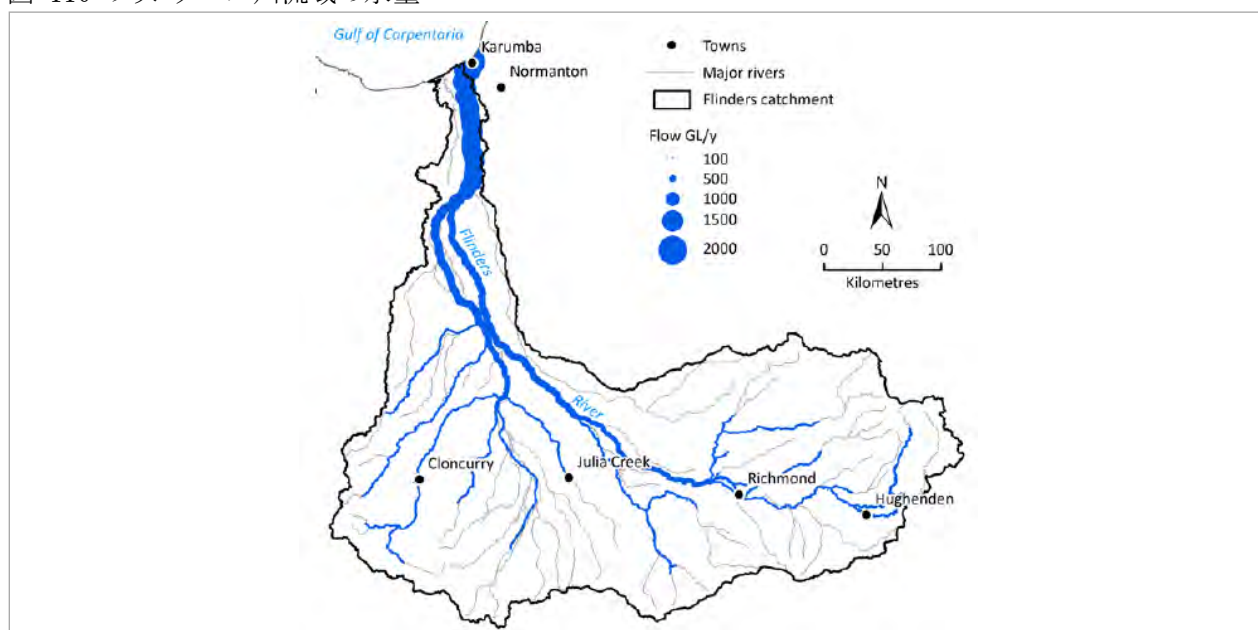 Gulf of Carpentaria
Karumba
Normanton
Towns
Major rivers
Flinders catchment
Flow GL/y
100
500
1000
1500
2000
N
0 50 100
Kilometres
Flinders
River
Cloncurry
Julia Creek
Richmond
Hughenden